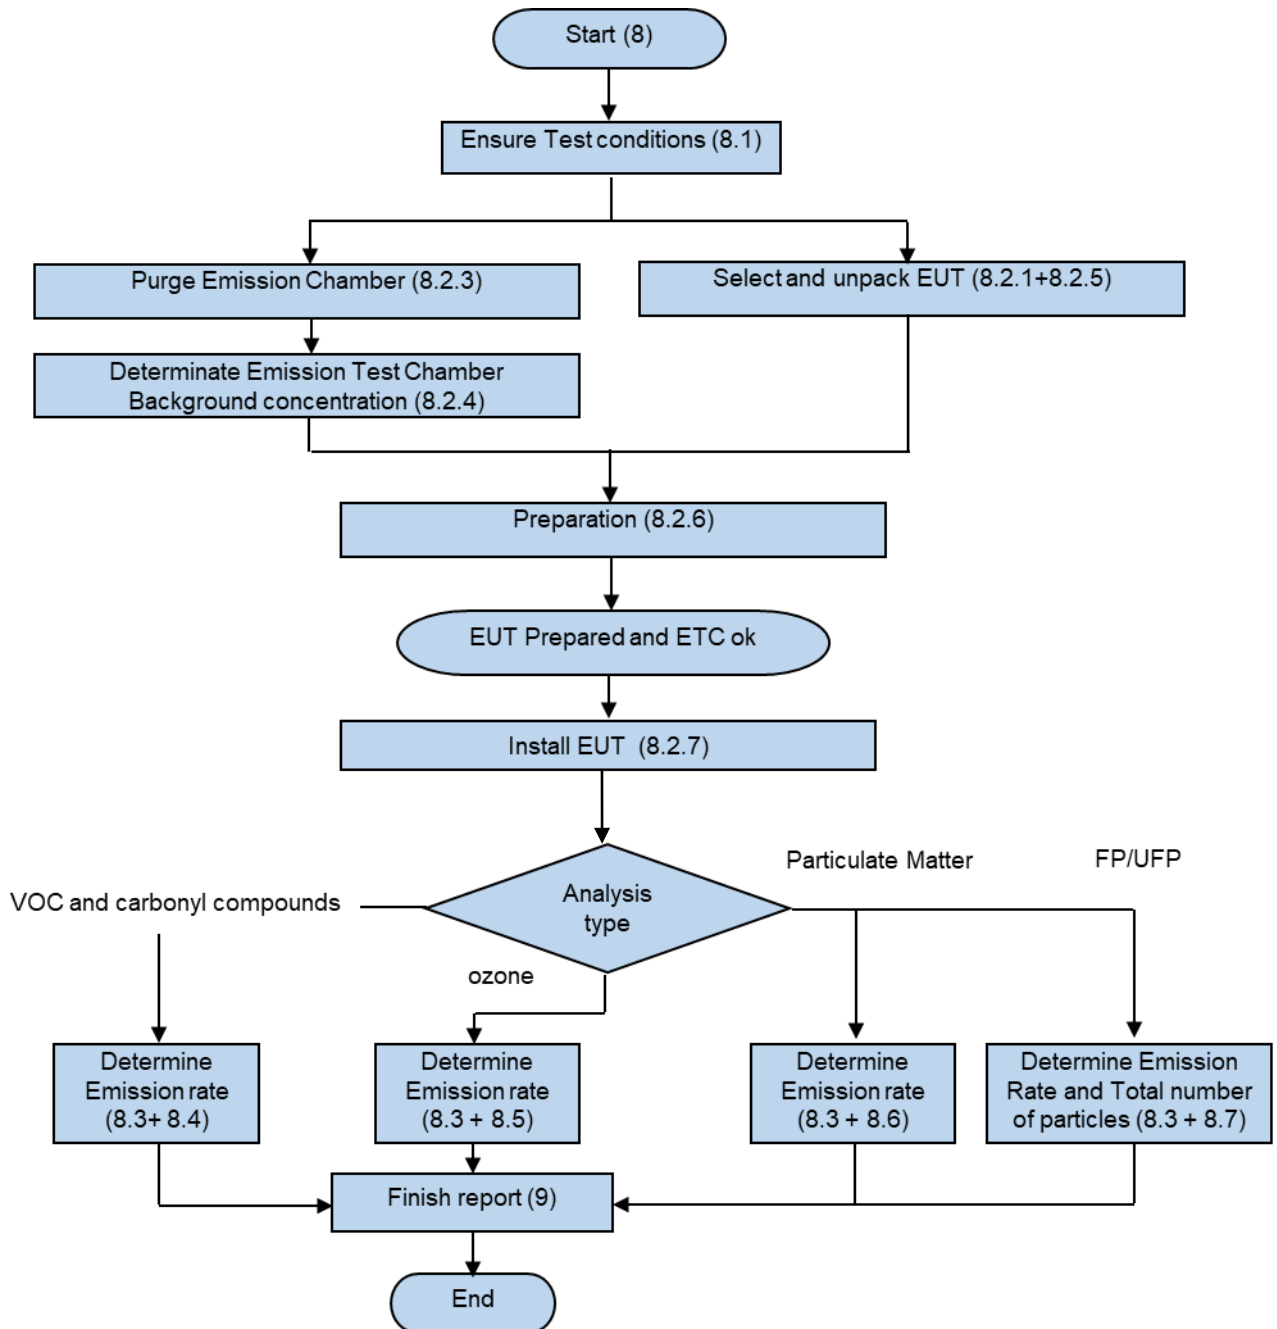 Start (8)
Ensure Test conditions (8.1)
Purge Emission Chamber (8.2.3)
Select and unpack EUT (8.2.1+8.2.5)
Determinate Emission Test Chamber
Background concentration (8.2.4)
Preparation (8.2.6)
EUT Prepared and ETC ok
Install EUT (8.2.7)
Analysis
type
VOC and carbonyl compounds
ozone
Particulate Matter
FP/UFP
Determine
Emission rate
(8.3+ 8.4)
Determine
Emission rate
(8.3 + 8.5)
Determine
Emission rate
(8.3 + 8.6)
Determine Emission
Rate and Total number
of particles (8.3 + 8.7)
Finish report (9)
End